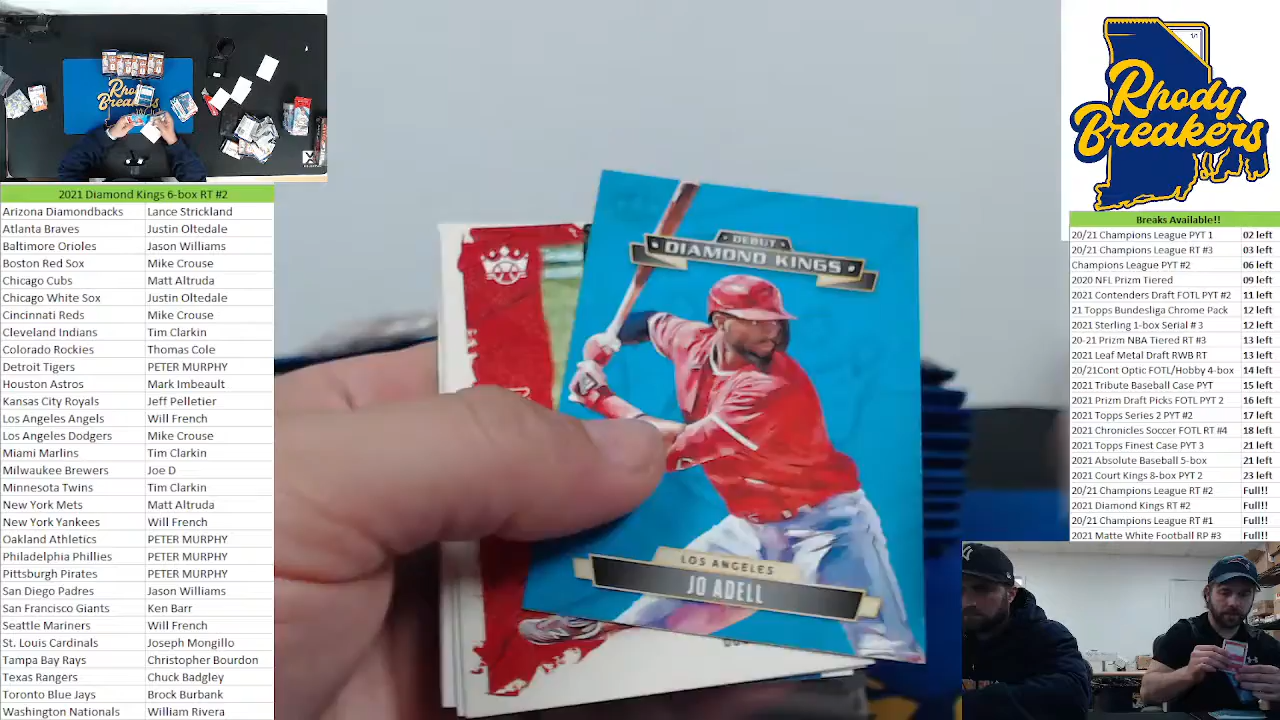 Rhody
Breakers
2021 Diamond Kings 6-box RT #2
Arizona Diamondbacks Lance Strickland
Atlanta Braves Justin Oltedale
Baltimore Orioles Jason Williams
Boston Red Sox Mike Crouse
Chicago Cubs Matt Altruda
Chicago White Sox Justin Oltedale
Cincinnati Reds Mike Crouse
Cleveland Indians Tim Clarkin
Colorado Rockies Thomas Cole
Detroit Tigers PETER MURPHY
Houston Astros Mark Imbeault
Kansas City Royals Jeff Pelletier
Los Angeles Angels Will French
Los Angeles Dodgers Mike Crouse
Miami Marlins Tim Clarkin
Milwaukee Brewers Joe D
Minnesota Twins Tim Clarkin
New York Mets Matt Altruda
New York Yankees Will French
Oakland Athletics PETER MURPHY
Philadelphia Phillies PETER MURPHY
Pittsburgh Pirates PETER MURPHY
San Diego Padres Jason Williams
San Francisco Giants Ken Barr
Seattle Mariners Will French
St. Louis Cardinals Joseph Mongillo
Tampa Bay Rays Christopher Bourdon
Texas Rangers Chuck Badgley
Toronto Blue Jays Brock Burbank
Washington Nationals William Rivera
DEBUT
DIAMOND KINGS
LOS ANGELES
JO ADELL
1/1
Rhody
Breakers
Breaks Available!!
20/21 Champions League PYT 1 02 left
20/21 Champions League RT #3 03 left
Champions League PYT #2 06 left
2020 NFL Prizm Tiered 09 left
2021 Contenders Draft FOTL PYT #2 11 left
21 Topps Bundesliga Chrome Pack 12 left
2021 Sterling 1-box Serial # 3 12 left
20-21 Prizm NBA Tiered RT #3 13 left
2021 Leaf Metal Draft RWB RT 13 left
20/21Cont Optic FOTL/Hobby 4-box 14 left
2021 Tribute Baseball Case PYT 15 left
2021 Prizm Draft Picks FOTL PYT 2 16 left
2021 Topps Series 2 PYT #2 17 left
2021 Chronicles Soccer FOTL RT #4 18 left
2021 Topps Finest Case PYT 3 21 left
2021 Absolute Baseball 5-box 21 left
2021 Court Kings 8-box PYT 2 23 left
20/21 Champions League RT #2 Full!!
2021 Diamond Kings RT #2 Full!!
20/21 Champions League RT #1 Full!!
2021 Matte White Football RP #3 Full!!